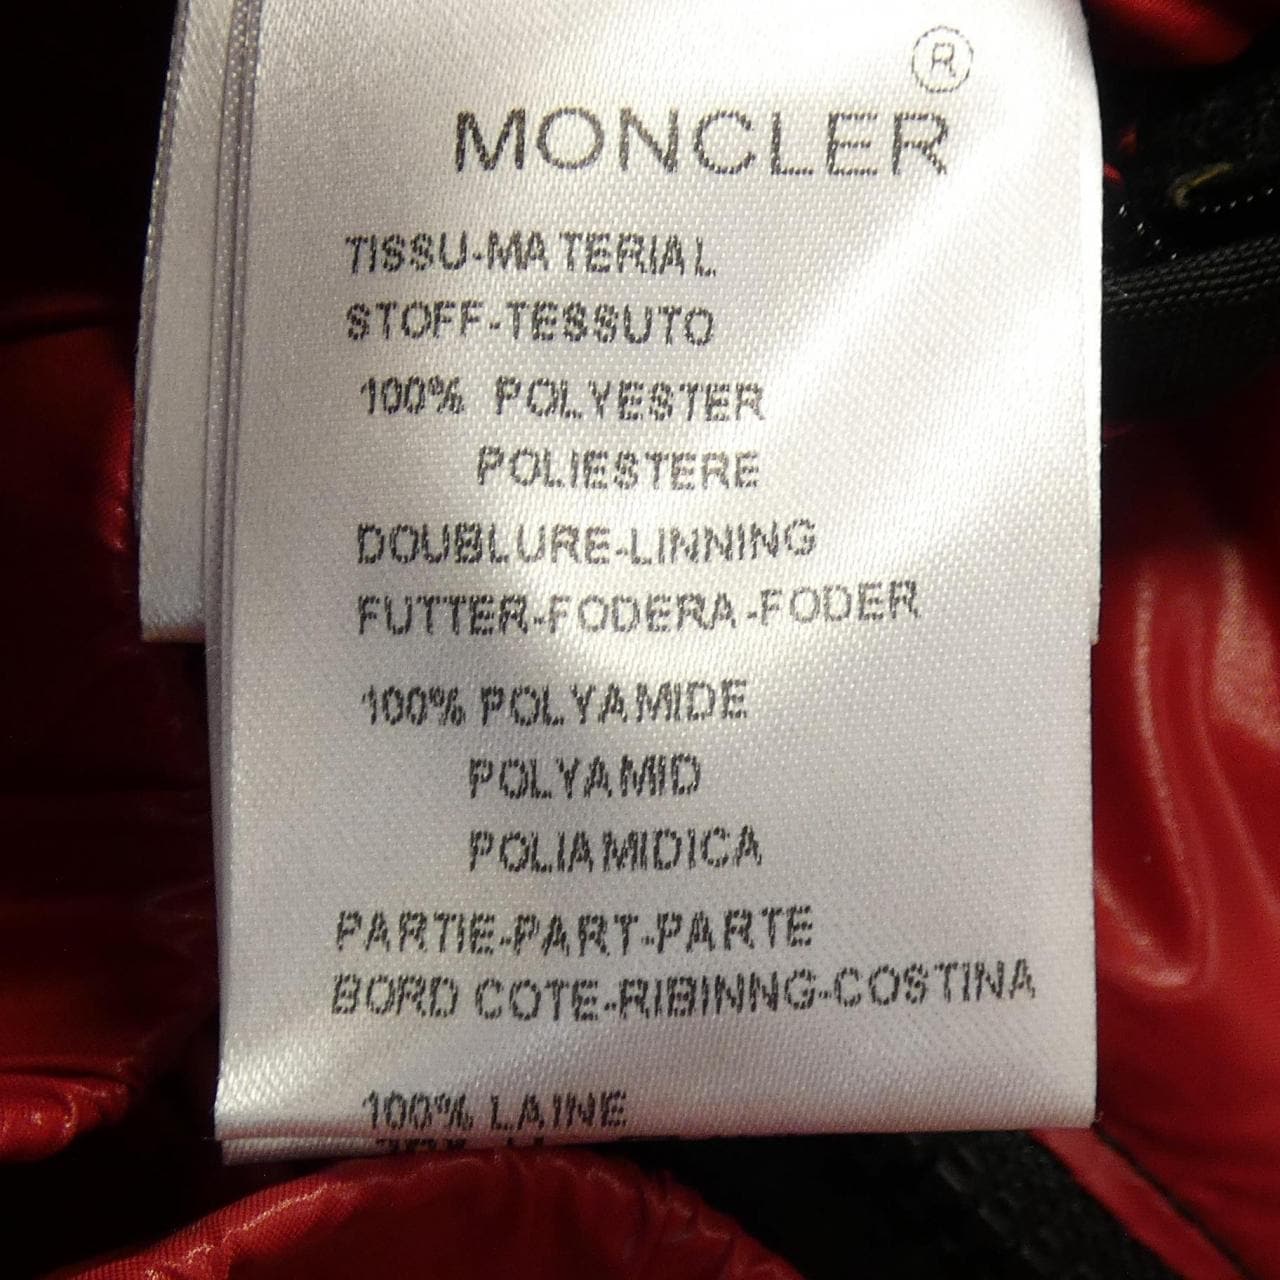 ®
MONCLER
TISSU-MATERIAL
STOFF-TESSUTO
100% POLYESTER
POLIESTERE
DOUBLURE-LINNING
FUTTER-FODERA-FODER
100% POLYAMIDE
POLYAMID
POLIAMIDICA
PARTIE-PART-PARTE
BORD COTE-RIBINNG-COSTINA
100% LAINE